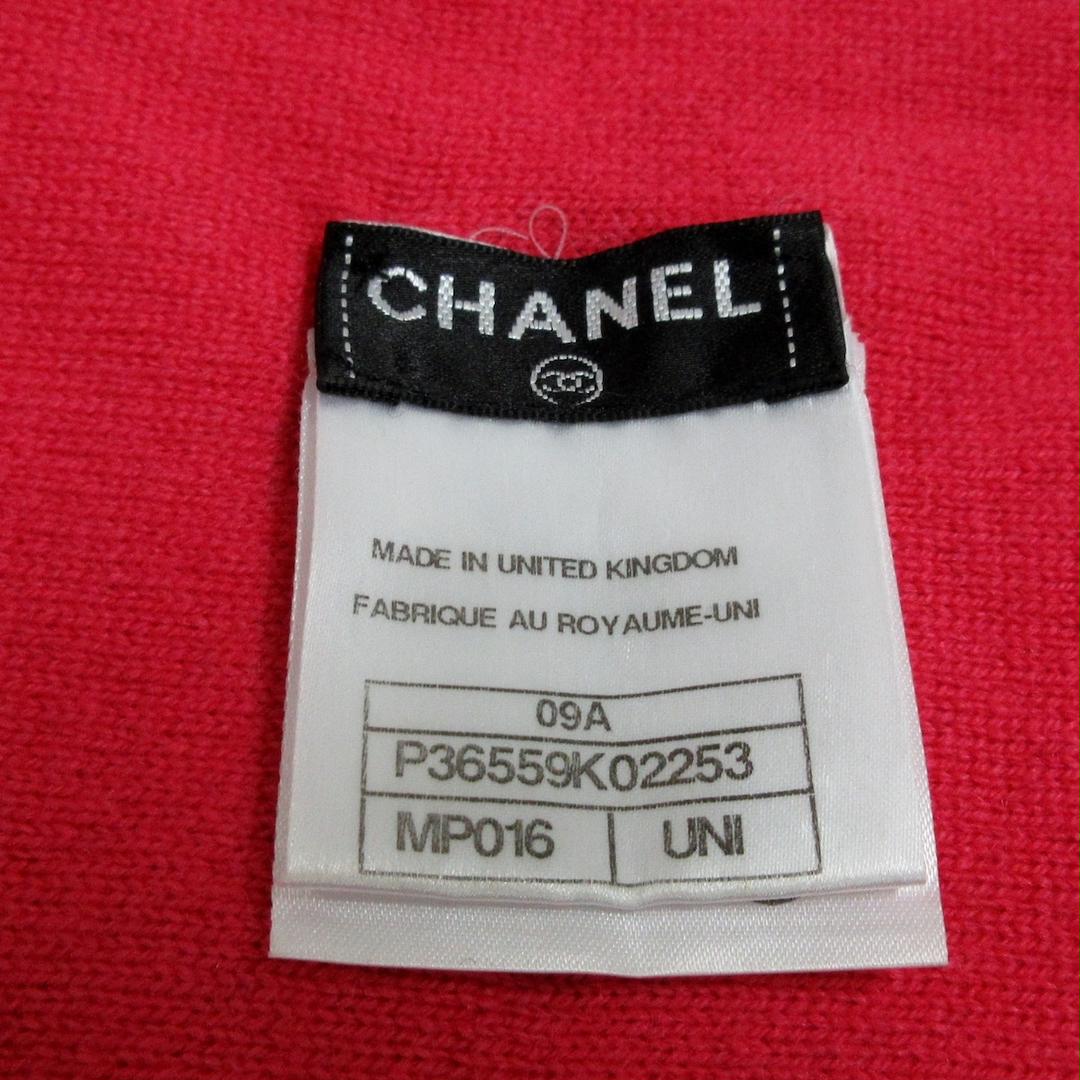 CHANEL
MADE IN UNITED KINGDOM
FABRIQUE AU ROYAUME-UNI
09A
P36559K02253
MP016 UNI